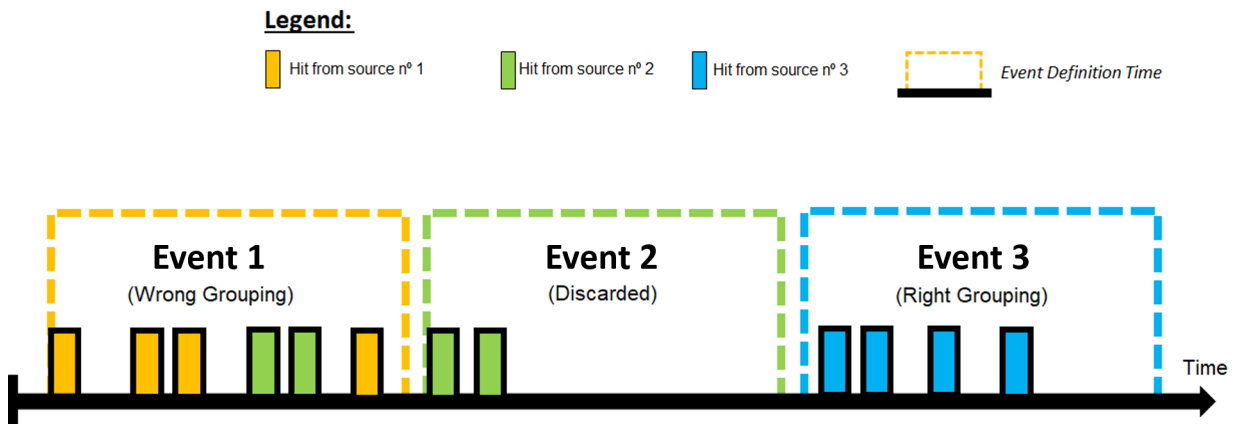 Legend:
Hit from source nº 1
Hit from source nº 2
Hit from source nº 3
Event Definition Time
Event 1
(Wrong Grouping)
Event 2
(Discarded)
Event 3
(Right Grouping)
Time